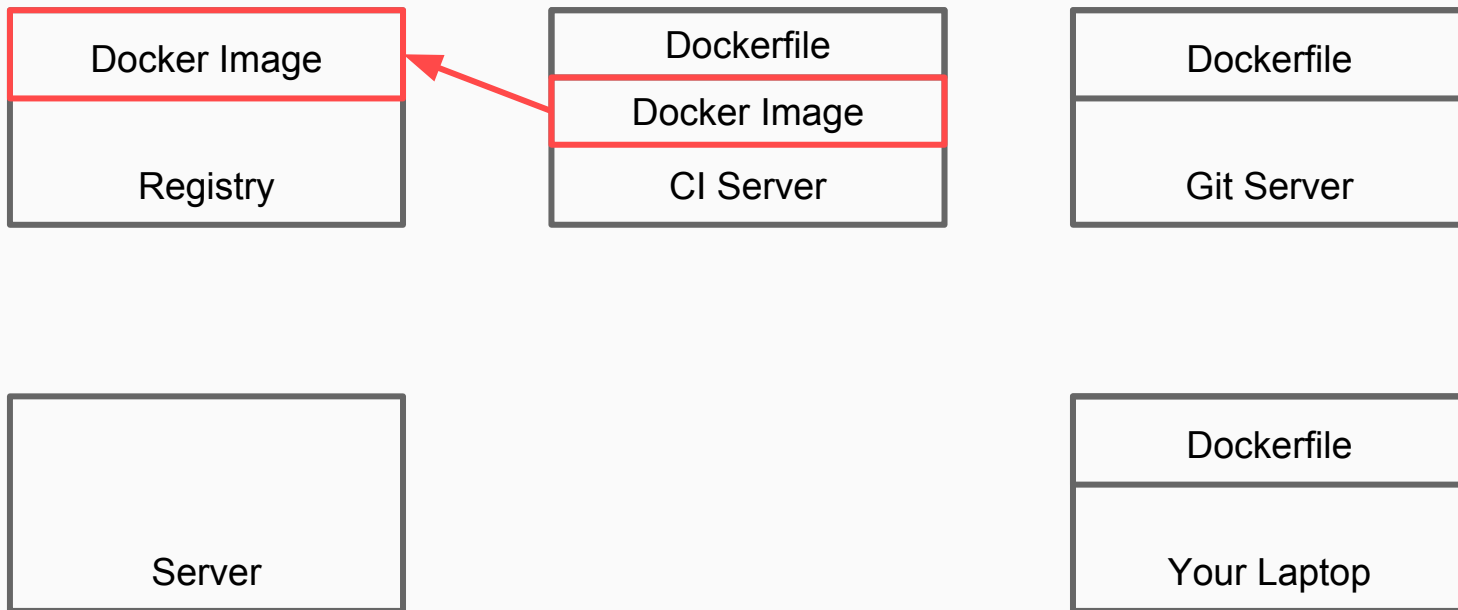 Docker Image
Registry
Dockerfile
Docker Image
CI Server
Dockerfile
Git Server
Server
Dockerfile
Your Laptop